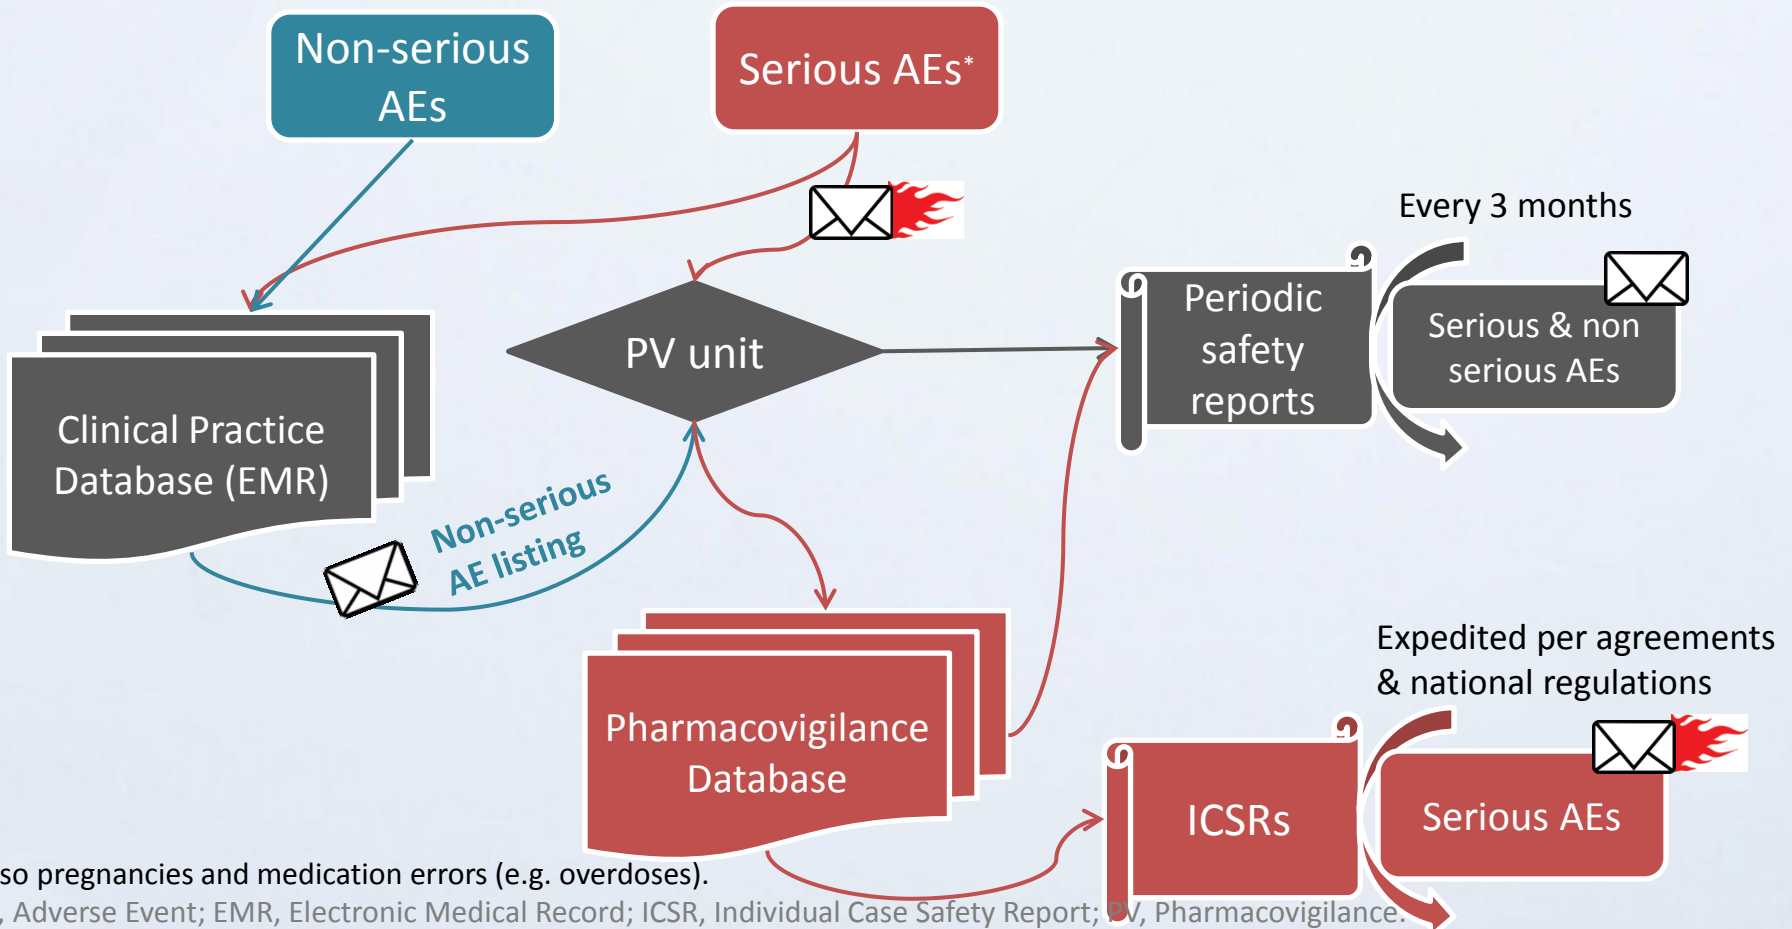 Non-serious
AEs
Serious AEs*
Every 3 months
Periodic
safety
reports
Serious & non
serious AEs
PV unit
Clinical Practice
Database (EMR)
Non-serious
AE listing
Expedited per agreements
& national regulations
Pharmacovigilance
Database
ICSRs
Serious AEs
so pregnancies and medication errors (e.g. overdoses).
, Adverse Event; EMR, Electronic Medical Record; ICSR, Individual Case Safety Report; PV, Pharmacovigilance.